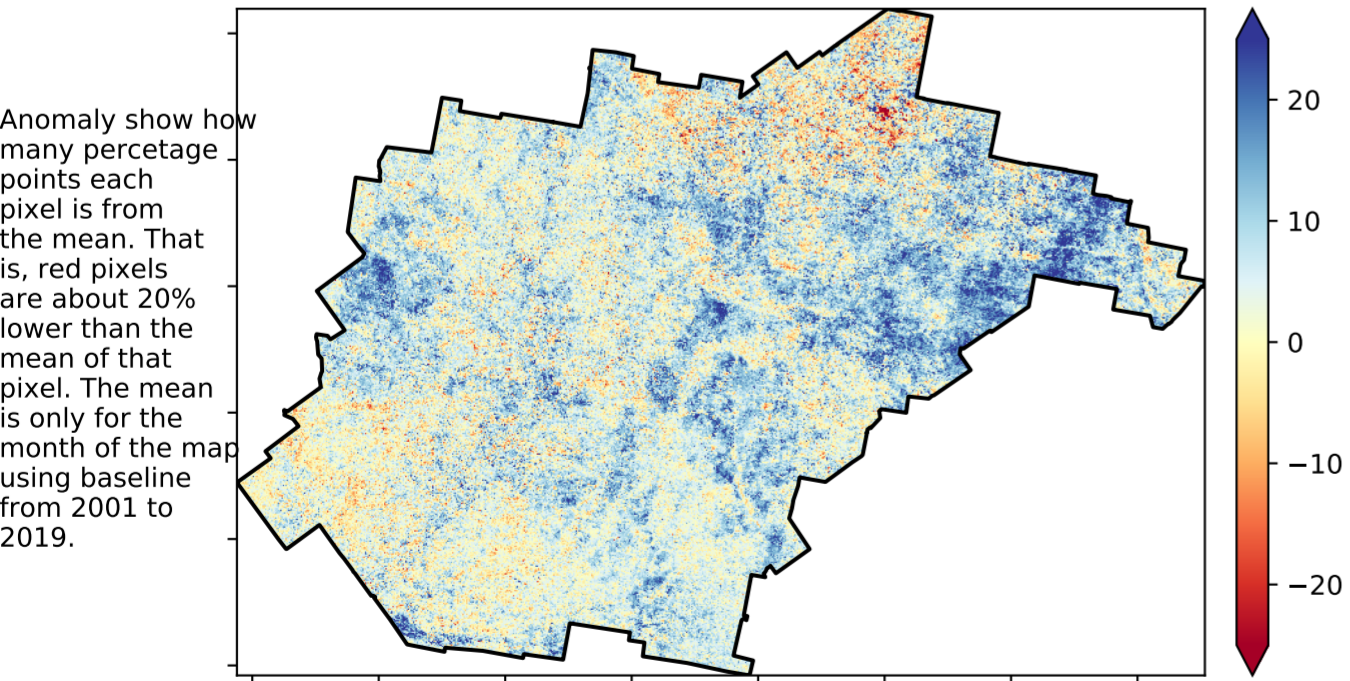 Anomaly show how
many percetage
points each
pixel is from
the mean. That
is, red pixels
are about 20%
lower than the
mean of that
pixel. The mean
is only for the
month of the map
using baseline
from 2001 to
2019.
20
10
0
−10
−20